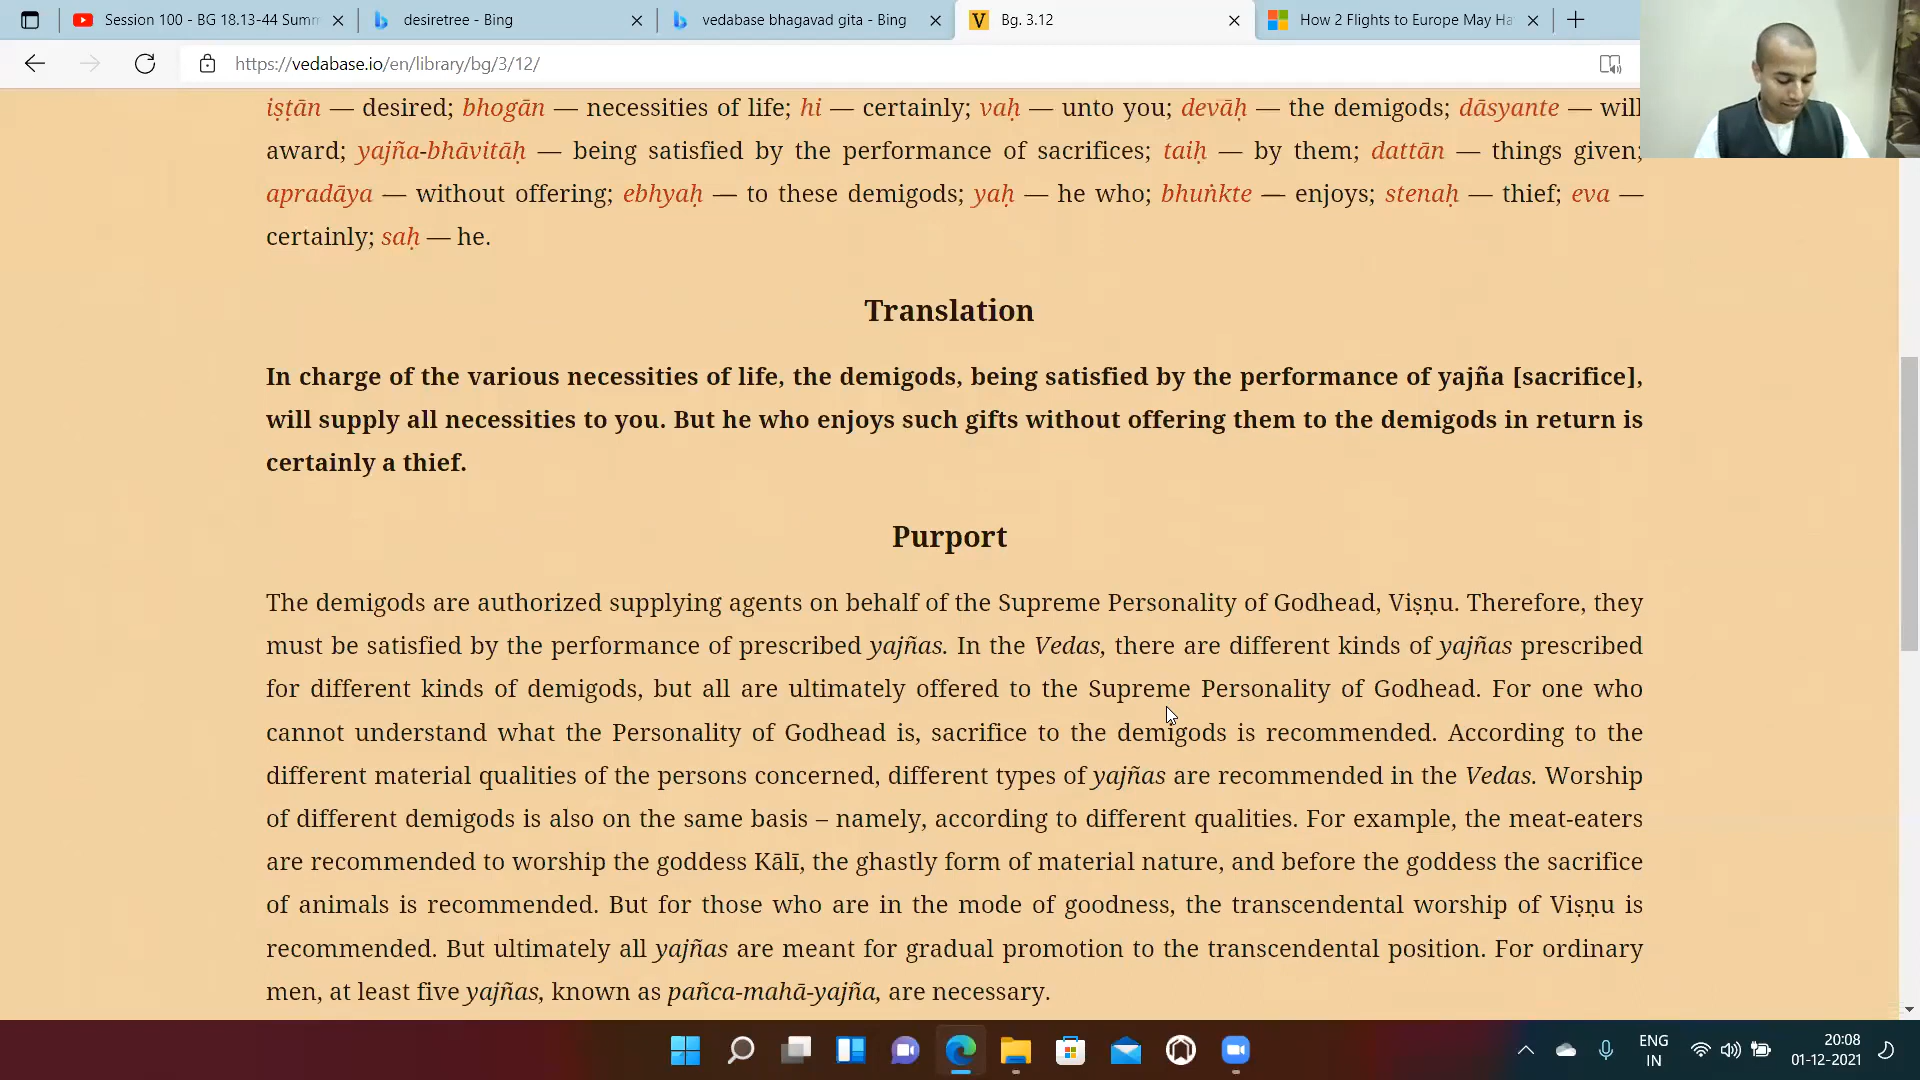 Session 100 - BG 18.13-44 Summ
desiretree - Bing
vedabase bhagavad gita - Bing
V Bg. 3.12
How 2 Flights to Europe May Ha
https://vedabase.io/en/library/bg/3/12/
iṣṭān — desired; bhogān — necessities of life; hi — certainly; vaḥ — unto you; devāḥ — the demigods; dāsyante — will
award; yajña-bhāvitāḥ — being satisfied by the performance of sacrifices; taiḥ — by them; dattān — things given;
apradāya — without offering; ebhyaḥ — to these demigods; yaḥ — he who; bhuṅkte — enjoys; stenaḥ — thief; eva —
certainly; saḥ — he.
Translation
In charge of the various necessities of life, the demigods, being satisfied by the performance of yajña [sacrifice],
will supply all necessities to you. But he who enjoys such gifts without offering them to the demigods in return is
certainly a thief.
Purport
The demigods are authorized supplying agents on behalf of the Supreme Personality of Godhead, Viṣṇu. Therefore, they
must be satisfied by the performance of prescribed yajñas. In the Vedas, there are different kinds of yajñas prescribed
for different kinds of demigods, but all are ultimately offered to the Supreme Personality of Godhead. For one who
cannot understand what the Personality of Godhead is, sacrifice to the demigods is recommended. According to the
different material qualities of the persons concerned, different types of yajñas are recommended in the Vedas. Worship
of different demigods is also on the same basis – namely, according to different qualities. For example, the meat-eaters
are recommended to worship the goddess Kālī, the ghastly form of material nature, and before the goddess the sacrifice
of animals is recommended. But for those who are in the mode of goodness, the transcendental worship of Viṣṇu is
recommended. But ultimately all yajñas are meant for gradual promotion to the transcendental position. For ordinary
men, at least five yajñas, known as pañca-mahā-yajña, are necessary.
ENG
IN
20:08
01-12-2021